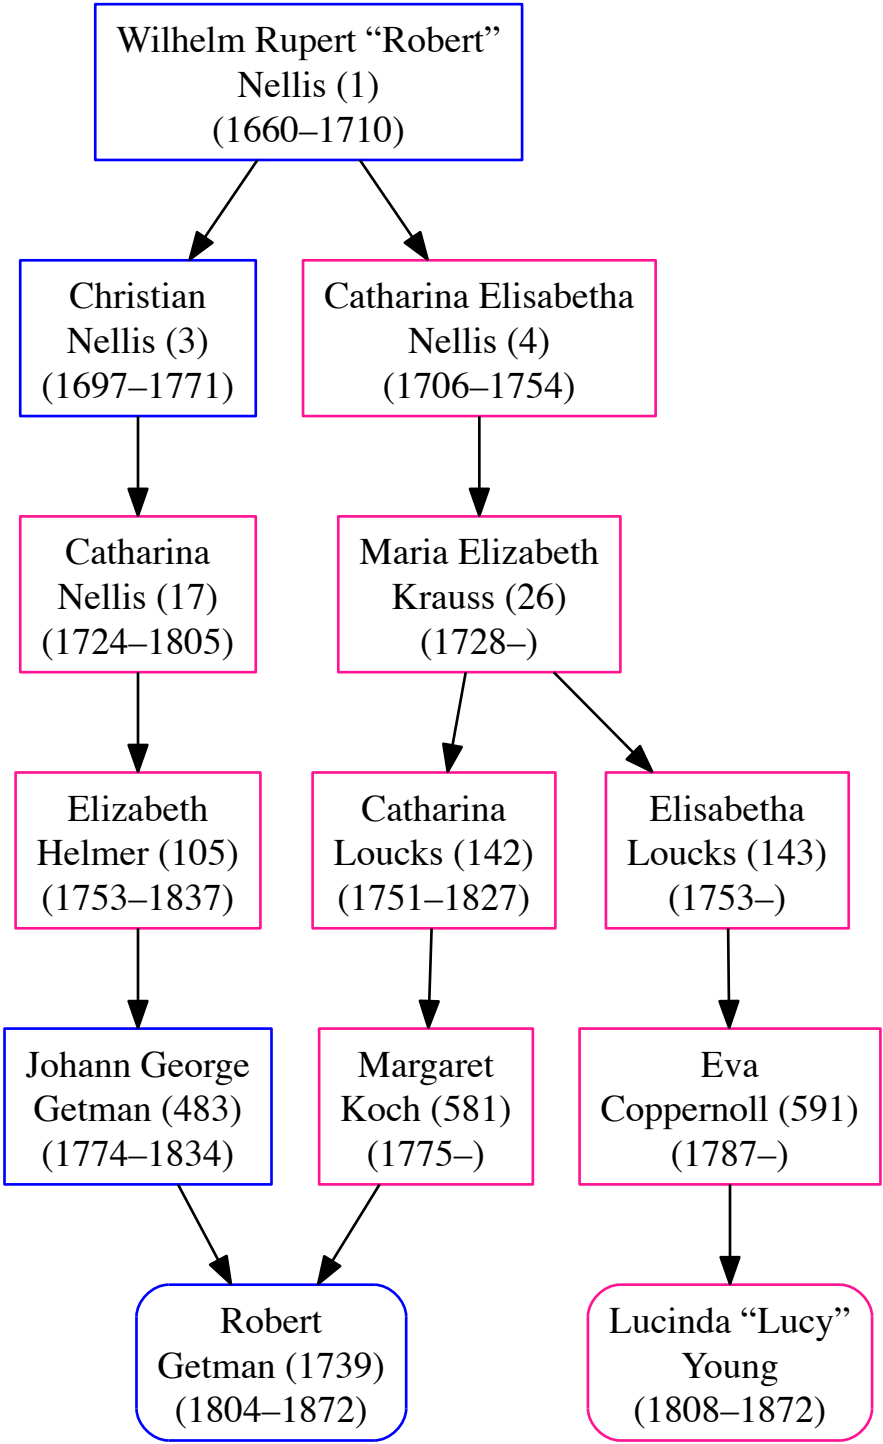 Wilhelm Rupert “Robert”
Nellis (1)
(1660–1710)
Christian
Nellis (3)
(1697–1771)
Catharina Elisabetha
Nellis (4)
(1706–1754)
Catharina
Nellis (17)
(1724–1805)
Maria Elizabeth
Krauss (26)
(1728–)
Elizabeth
Helmer (105)
(1753–1837)
Catharina
Loucks (142)
(1751–1827)
Elisabetha
Loucks (143)
(1753–)
Johann George
Getman (483)
(1774–1834)
Margaret
Koch (581)
(1775–)
Eva
Coppernoll (591)
(1787–)
Robert
Getman (1739)
(1804–1872)
Lucinda “Lucy”
Young
(1808–1872)